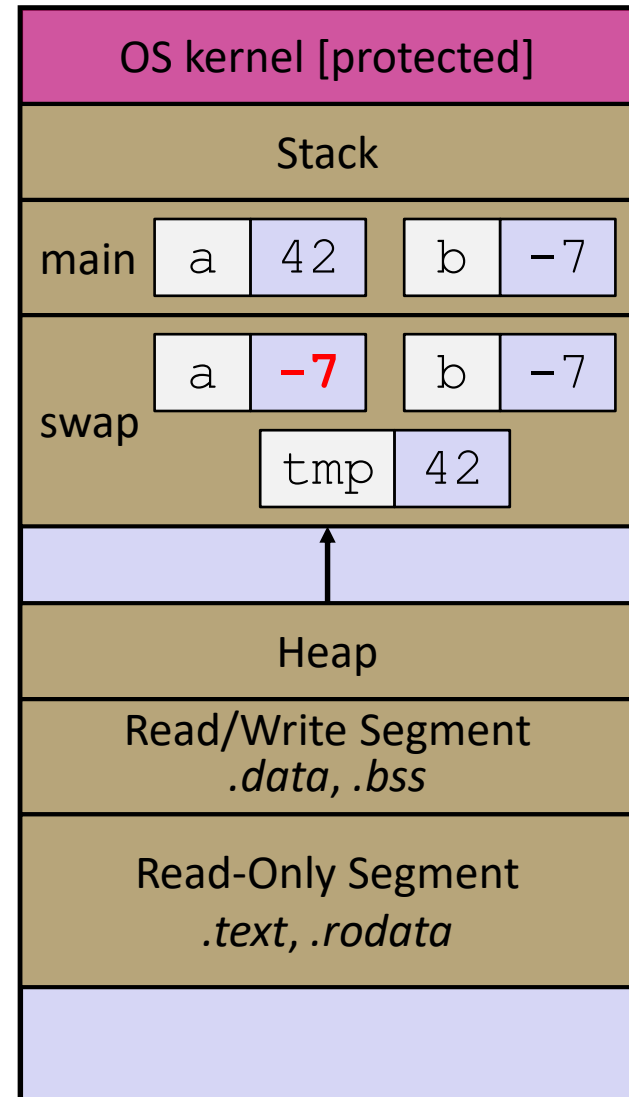 OS kernel [protected]
Stack
main a 42 b -7
a -7 b -7
swap
tmp 42
Heap
Read/Write Segment
.data, .bss
Read-Only Segment
.text, .rodata